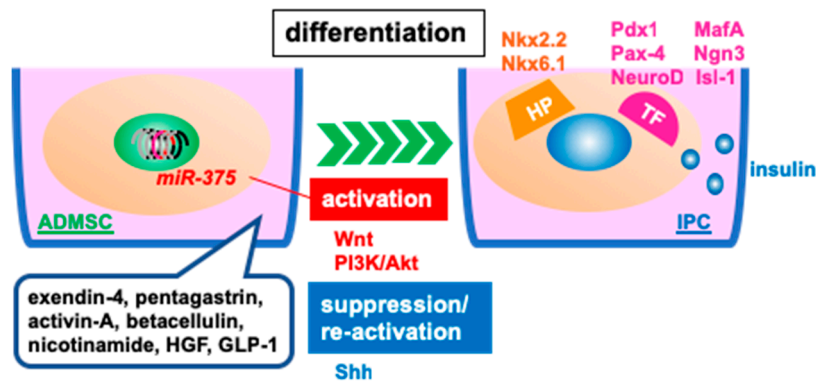 differentiation
Nkx2.2
Nkx6.1
Pdx1 MafA
Pax-4 Ngn3
NeuroD Isl-1
HP
TF
miR-375
insulin
ADMSC
activation
IPC
Wnt
PI3K/Akt
exendin-4, pentagastrin,
activin-A, betacellulin,
nicotinamide, HGF, GLP-1
suppression/
re-activation
Shh